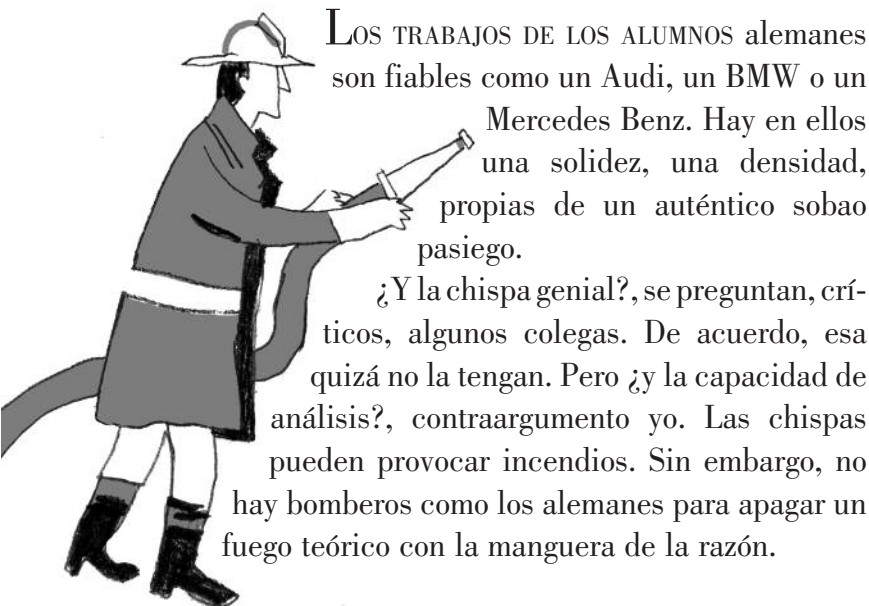 LOS TRABAJOS DE LOS ALUMNOS alemanes
son fiables como un Audi, un BMW o un
Mercedes Benz. Hay en ellos
una solidez, una densidad,
propias de un auténtico sobao
pasiego.
¿Y la chispa genial?, se preguntan, crí-
ticos, algunos colegas. De acuerdo, esa
quizá no la tengan. Pero ¿y la capacidad de
análisis?, contraargumento yo. Las chispas
pueden provocar incendios. Sin embargo, no
hay bomberos como los alemanes para apagar un
fuego teórico con la manguera de la razón.